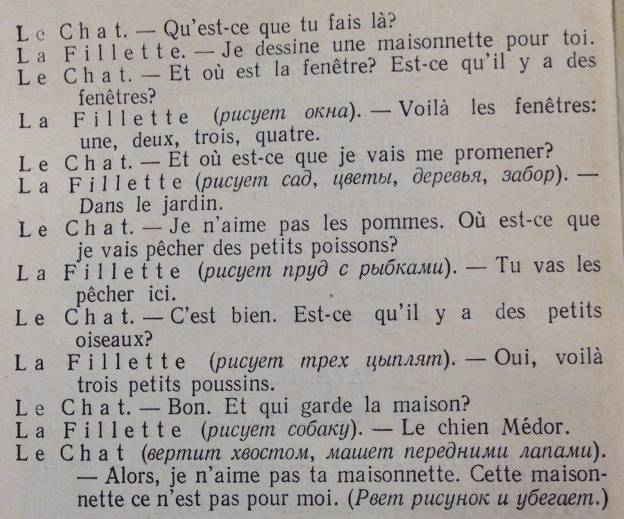 Le Chat. — Qu'est-ce que tu fais là?
La Fillette. — Je dessine une maisonnette pour toi.
Le Chat. — Et où est la fenêtre? Est-ce qu'il y a des
fenêtres?
La Fillette (рисует окна). — Voilà les fenêtres:
une, deux, trois, quatre.
Le Chat. — Et où est-ce que je vais me promener?
La Fillette (рисует сад, цветы, деревья, забор). —
Dans le jardin.
Le Chat. — Je n'aime pas les pommes. Où est-ce que
je vais pêcher des petits poissons?
La Fillette (рисует пруд с рыбками). — Tu vas les
pêcher ici.
Le Chat. — C'est bien. Est-ce qu'il y a des petits
oiseaux?
La Fillette (рисует трех цыплят). — Oui, voilà
trois petits poussins.
Le Chat. — Bon. Et qui garde la maison?
La Fillette (рисует собаку). — Le chien Médor.
Le Chat (вертит хвостом, машет передними лапами).
— Alors, je n'aime pas ta maisonnette. Cette maison-
nette ce n'est pas pour moi. (Рвет рисунок и убегает.)